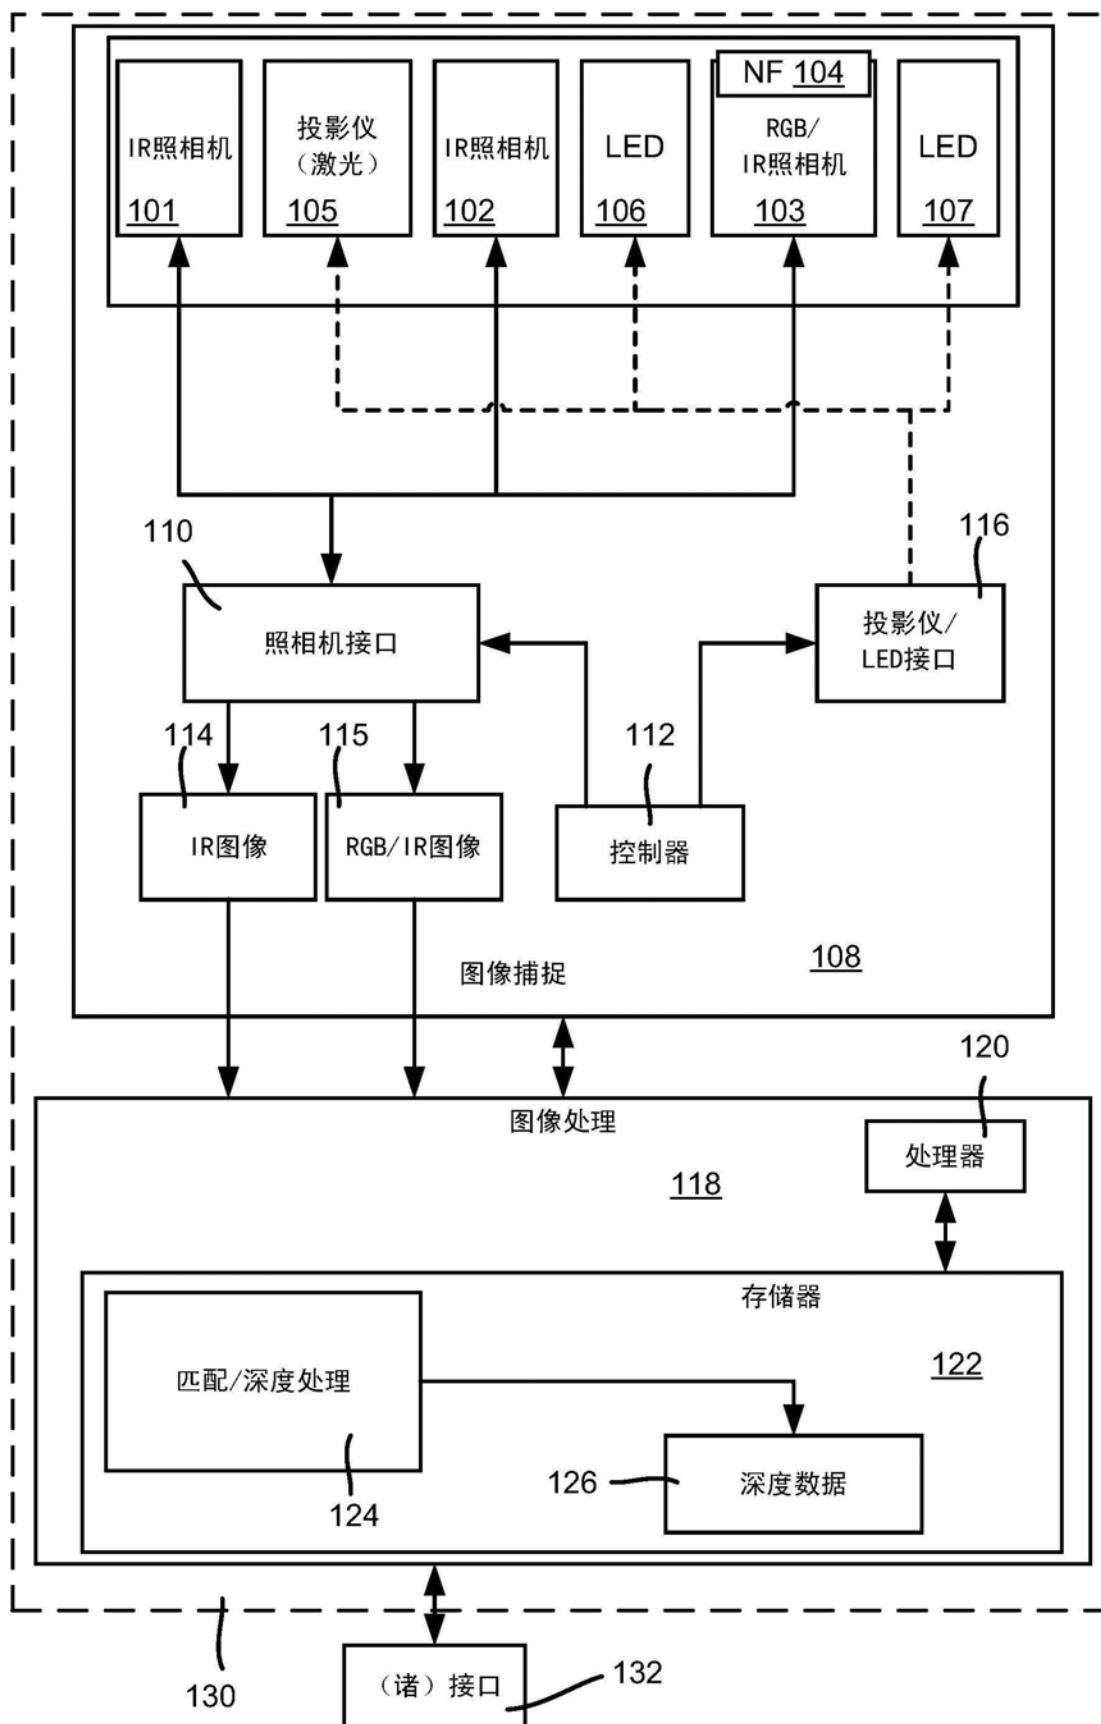 NF 104
IR照相机
101
投影仪
（激光）
105
IR照相机
102
LED
106
RGB/
IR照相机
103
LED
107
110
照相机接口
116
投影仪/
LED接口
114
IR图像
115
RGB/IR图像
112
控制器
图像捕捉
108
120
图像处理
处理器
118
存储器
122
匹配/深度处理
124
126
深度数据
130
（诸）接口
132